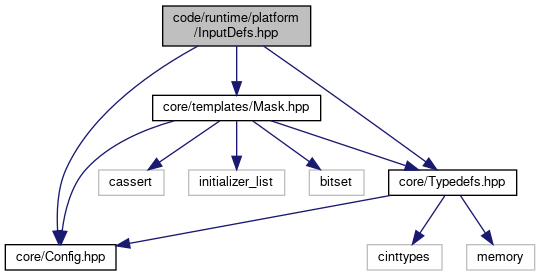 code/runtime/platform
/InputDefs.hpp
core/templates/Mask.hpp
cassert
initializer_list
bitset
core/Typedefs.hpp
core/Config.hpp
cinttypes
memory